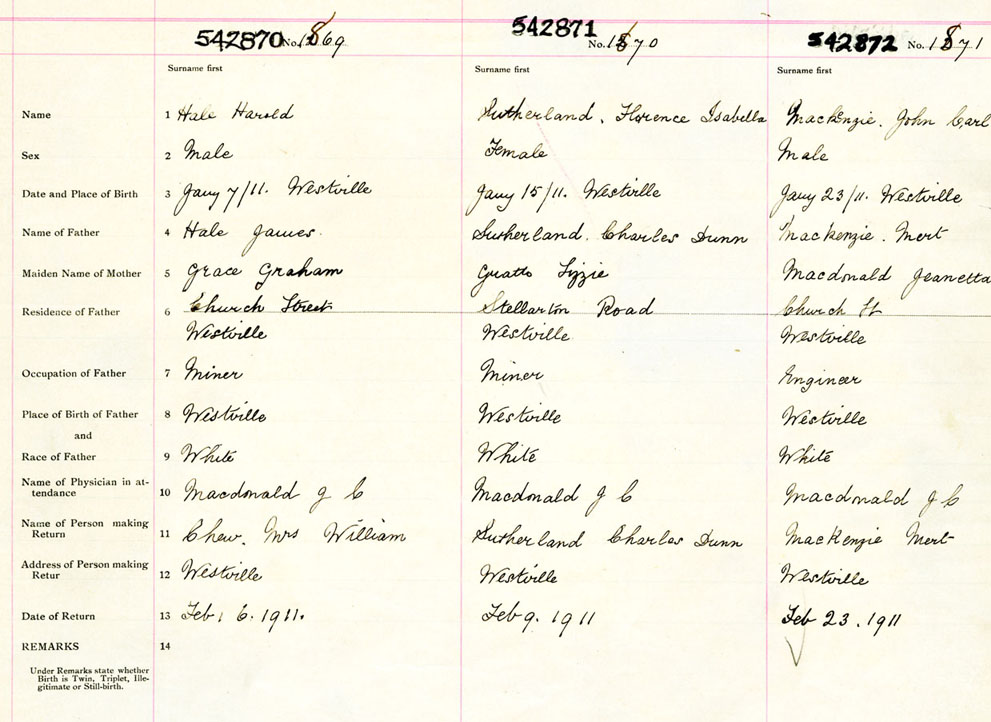 542870 No. 1869 542871 No. 1870 542872 No. 1871
Surname first Surname first Surname first
Name 1 Hale Harold Sutherland, Florence Isabella MacKenzie. John Carl
Sex 2 Male Female Male
Date and Place of Birth 3 Jany 7/11. Westville Jany 15/11. Westville Jany 23/11. Westville
Name of Father 4 Hale James. Sutherland. Charles Dunn Mackenzie. Mert
Maiden Name of Mother 5 Grace Graham Lizzie Macdonald Jeanetta
Residence of Father 6 Church Street Stellarton Road Church St
Westville Westville Westville
Occupation of Father 7 Miner Miner Engineer
Place of Birth of Father 8 Westville Westville Westville
and
Race of Father 9 White White White
Name of Physician in at-
tendance 10 Macdonald J C Macdonald J C Macdonald J C
Name of Person making
Return 11 Chew. Mrs William Sutherland Charles Dunn MacKenzie Mert
Address of Person making
Retur 12 Westville Westville Westville
Date of Return 13 Feb. 6. 1911. Feb 9. 1911 Feb 23. 1911
REMARKS 14
Under Remarks state whether
Birth is Twin, Triplet, Ille-
gitimate or Still-birth.